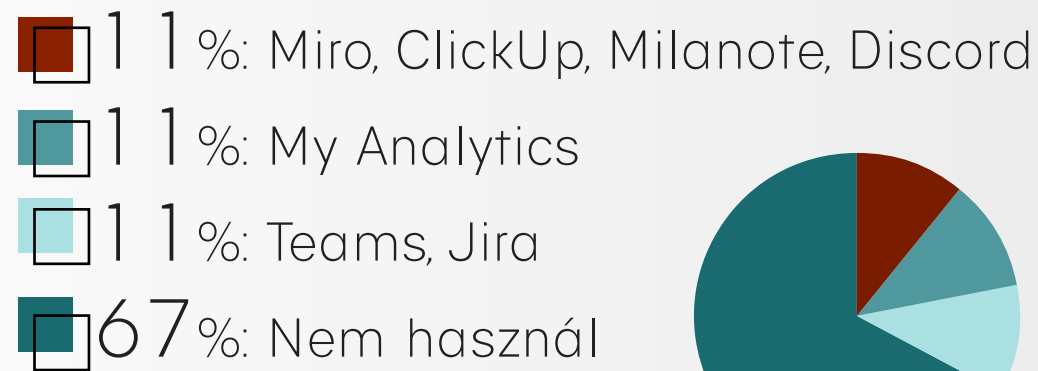 11%: Miro, ClickUp, Milanote, Discord
11%: My Analytics
11%: Teams, Jira
67%: Nem használ